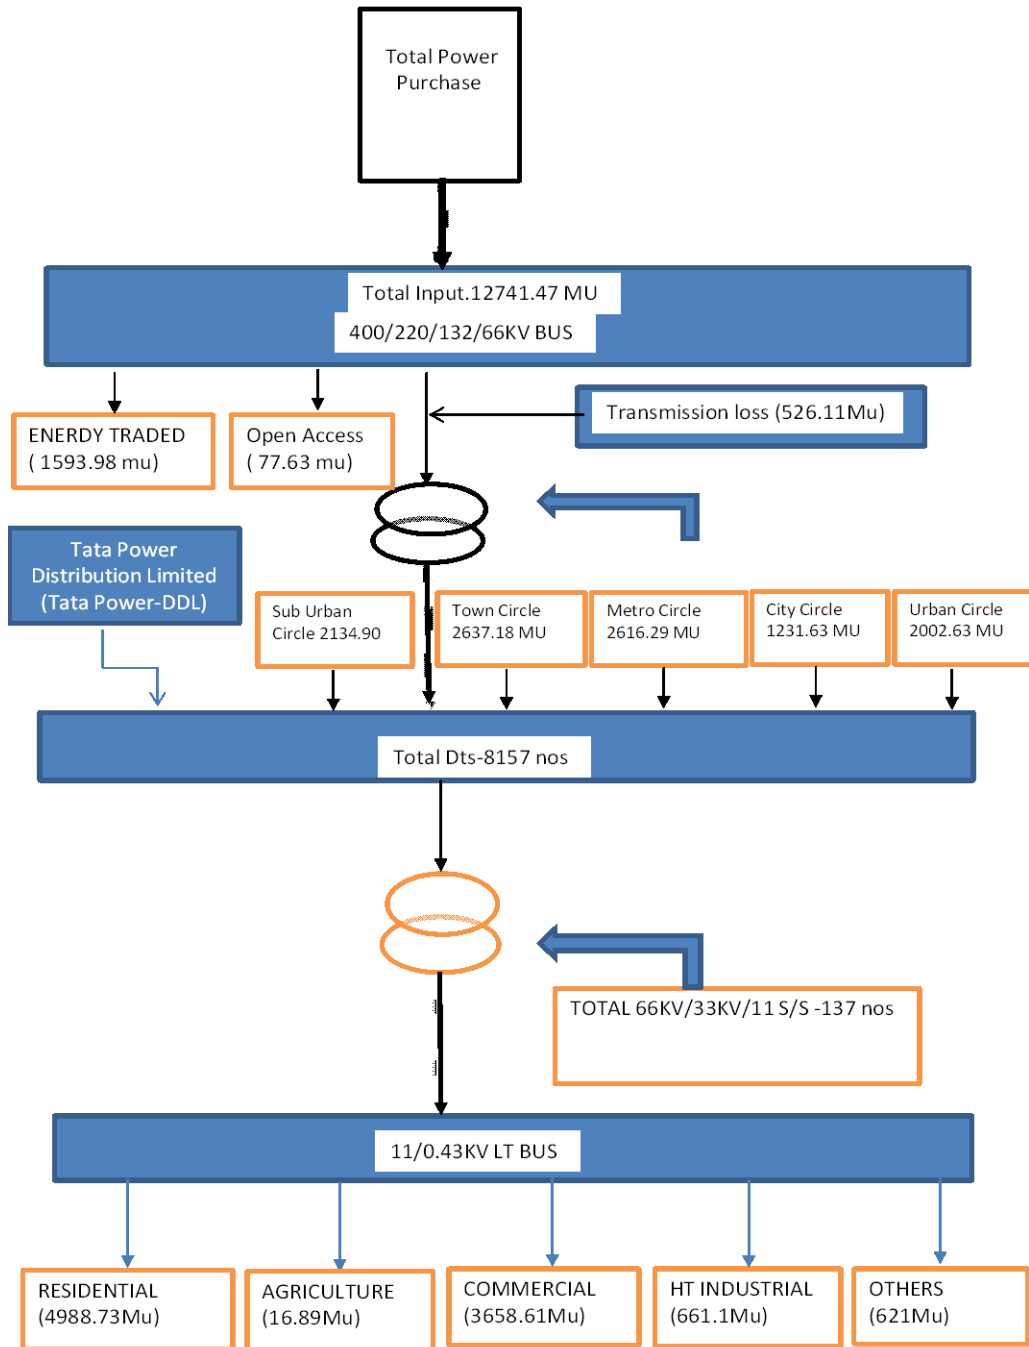 Total Power
Purchase
Total Input.12741.47 MU
400/220/132/66KV BUS
Transmission loss (526.11Mu)
ENERDY TRADED
( 1593.98 mu)
Open Access
( 77.63 mu)
Tata Power
Distribution Limited
(Tata Power-DDL)
Sub Urban
Circle 2134.90
Town Circle
2637.18 MU
Metro Circle
2616.29 MU
City Circle
1231.63 MU
Urban Circle
2002.63 MU
Total Dts-8157 nos
TOTAL 66KV/33KV/11 S/S -137 nos
11/0.43KV LT BUS
RESIDENTIAL
(4988.73Mu)
AGRICULTURE
(16.89Mu)
COMMERCIAL
(3658.61Mu)
HT INDUSTRIAL
(661.1Mu)
OTHERS
(621Mu)